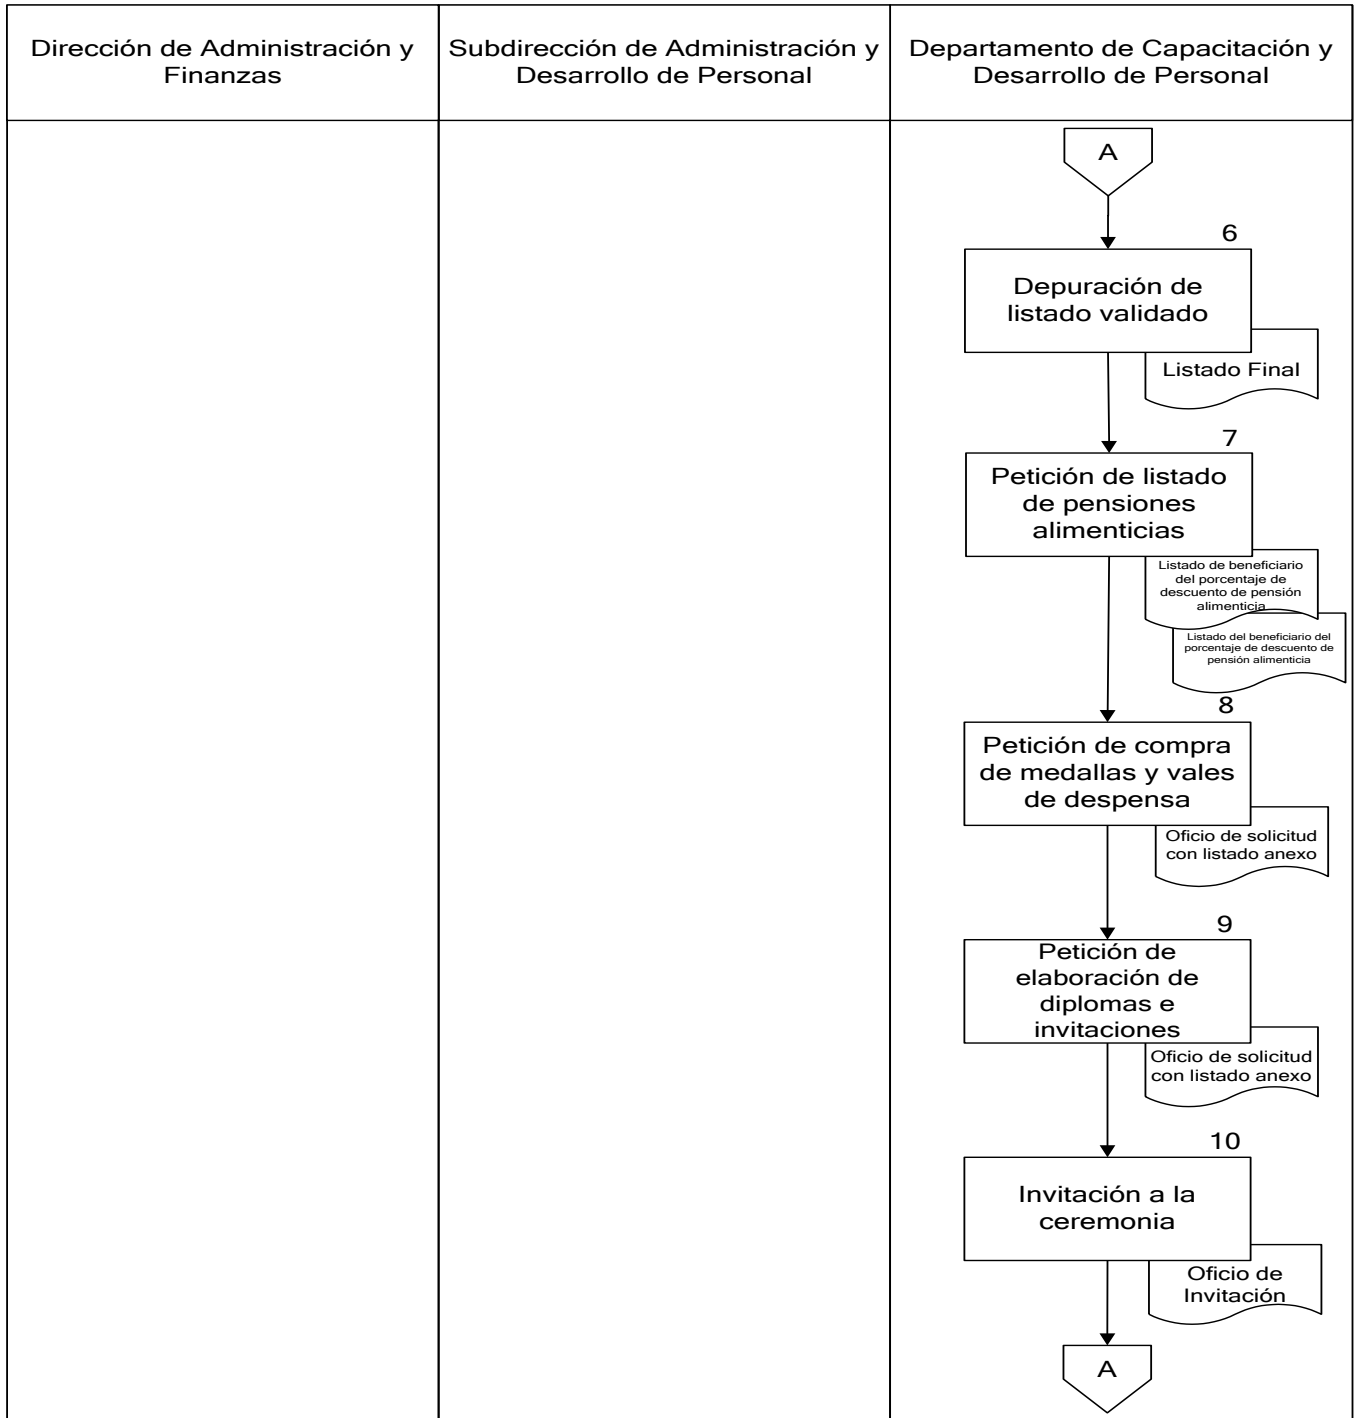 Dirección de Administración y
Finanzas
Subdirección de Administración y
Desarrollo de Personal
Departamento de Capacitación y
Desarrollo de Personal
A
6
Depuración de
listado validado
Listado Final
7
Petición de listado
de pensiones
alimenticias
Listado de beneficiario
del porcentaje de
descuento de pensión
alimenticia
Listado del beneficiario del
porcentaje de descuento de
pensión alimenticia
8
Petición de compra
de medallas y vales
de despensa
Oficio de solicitud
con listado anexo
9
Petición de
elaboración de
diplomas e
invitaciones
Oficio de solicitud
con listado anexo
10
Invitación a la
ceremonia
Oficio de
Invitación
A